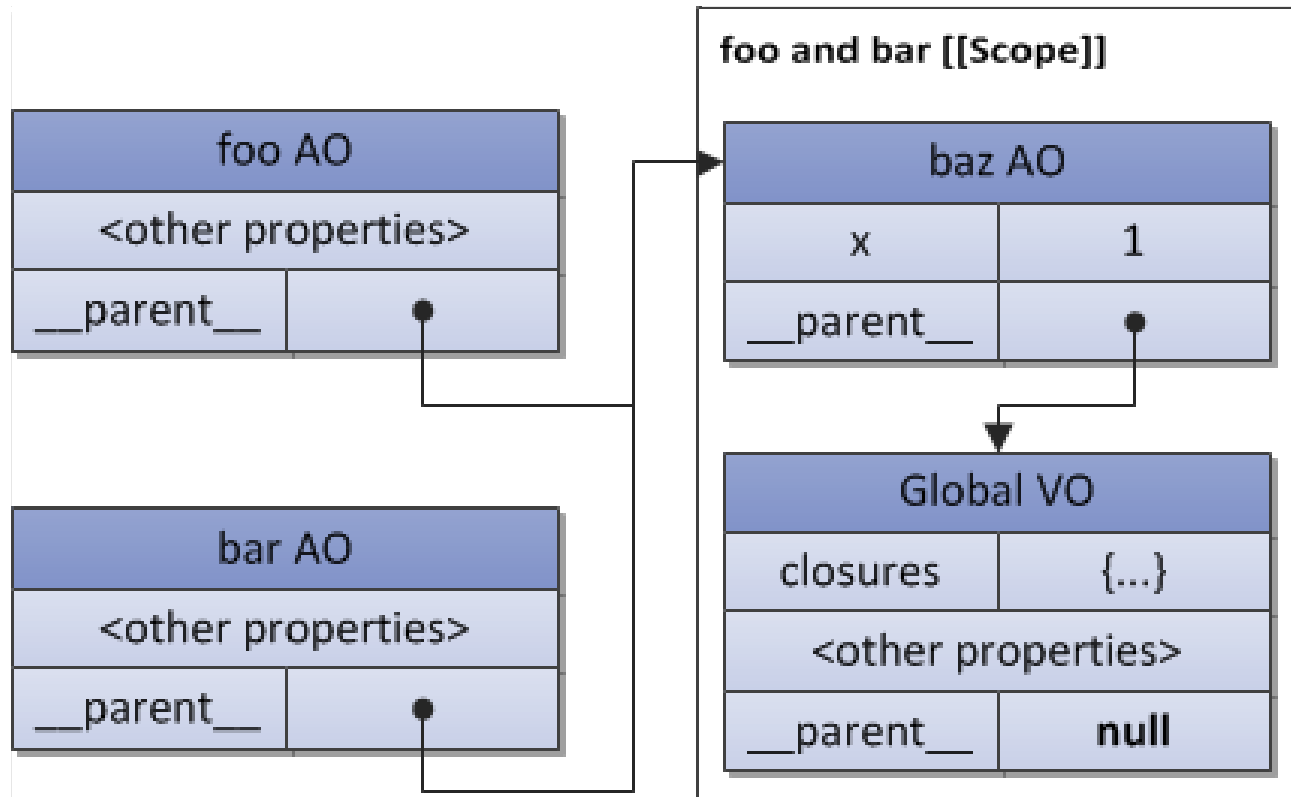 foo and bar [[Scope]]
foo AO
<other properties>
__parent__
bar AO
<other properties>
__parent__
baz AO
x 1
__parent__
Global VO
closures {...}
<other properties>
__parent__ null